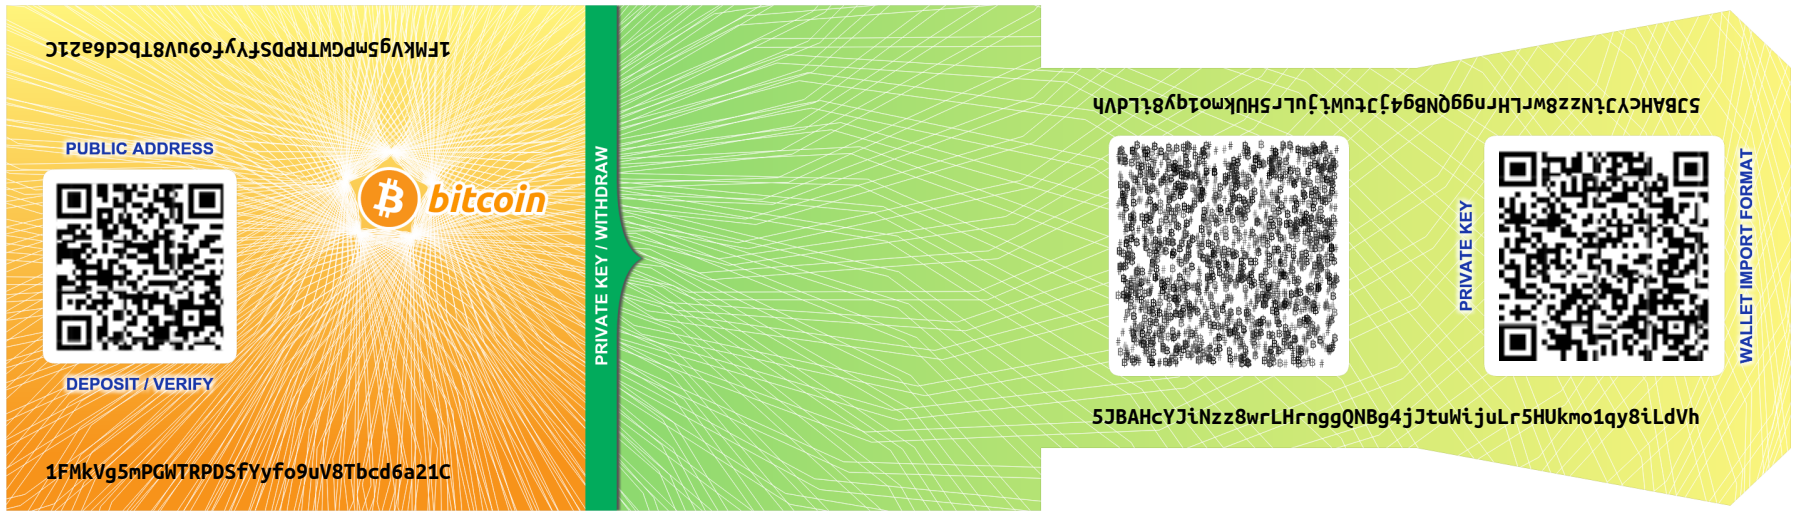 1FMkVg5mPGWTRPDSfYyfo9uV8Tbcd6a21C
PUBLIC ADDRESS
bitcoin
DEPOSIT / VERIFY
1FMkVg5mPGWTRPDSfYyfo9uV8Tbcd6a21C
PRIVATE KEY / WITHDRAW
5JBAHcYJiNzz8wrLHrnggQNBg4jJtuWijuLr5HUkmo1qy8iLdVh
PRIVATE KEY
WALLET IMPORT FORMAT
5JBAHcYJiNzz8wrLHrnggQNBg4jJtuWijuLr5HUkmo1qy8iLdVh